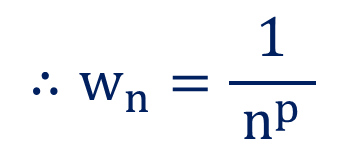 ∴ wₙ = 1/nᵖ